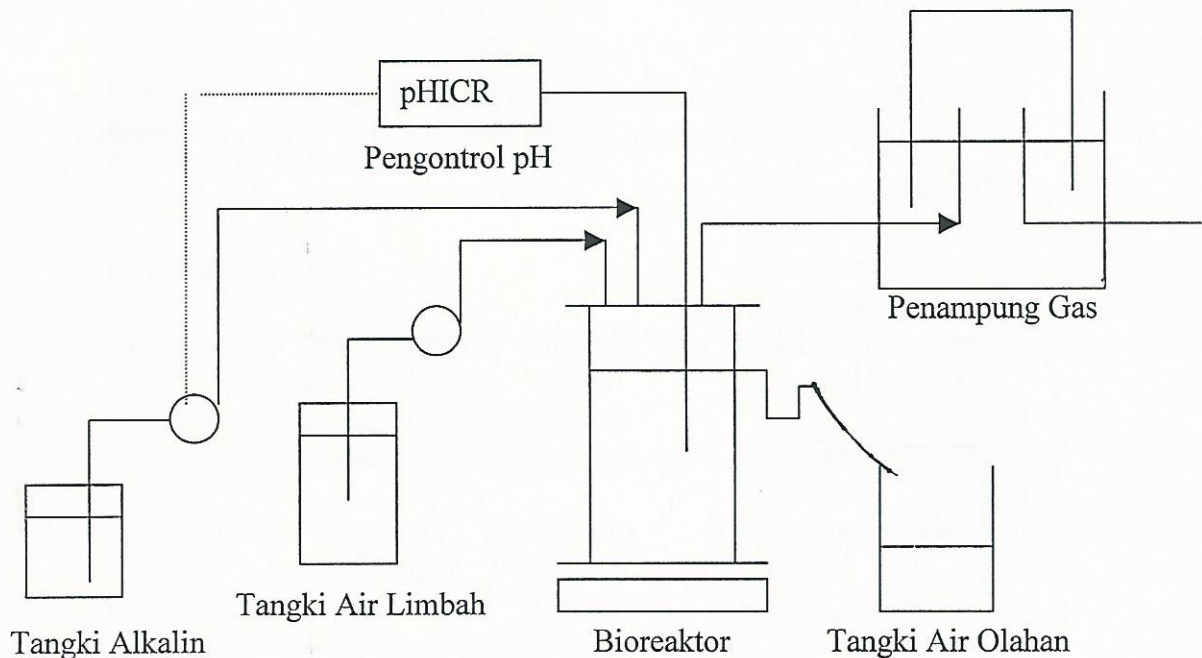 pHICR
Pengontrol pH
Penampung Gas
Tangki Air Limbah
Bioreaktor
Tangki Air Olahan
Tangki Alkalin